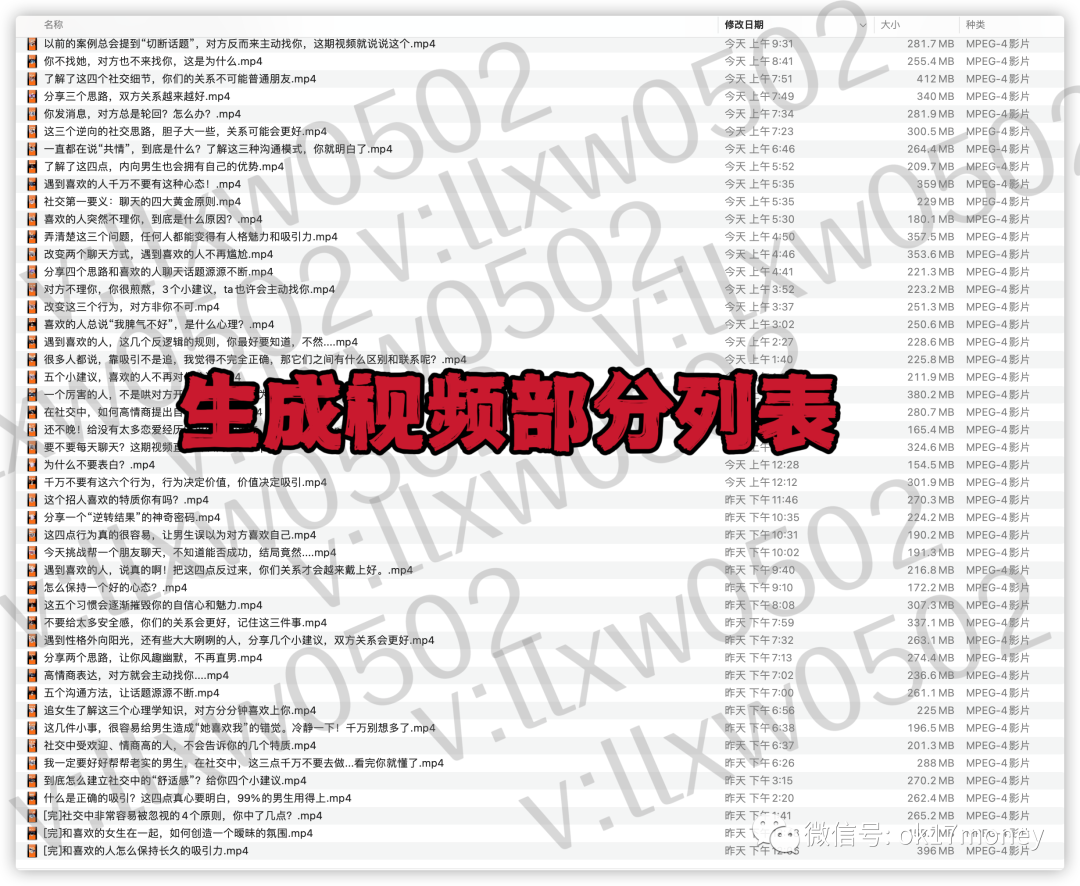 名称 修改日期 大小 种类
以前的案例总会提到“切断话题”，对方反而来主动找你，这期视频就说说这个.mp4 今天 上午9:31 281.7 MB MPEG-4影片
你不找她，对方也不来找你，这是为什么.mp4 今天 上午8:41 255.4 MB MPEG-4影片
了解了这四个社交细节，你们的关系不可能普通朋友.mp4 今天 上午7:51 412 MB MPEG-4影片
分享三个思路，双方关系越来越好.mp4 今天 上午7:49 340 MB MPEG-4影片
你发消息，对方总是轮回？怎么办？.mp4 今天 上午7:34 281.9 MB MPEG-4影片
这三个逆向的社交思路，胆子大一些，关系可能会更好.mp4 今天 上午7:23 300.5 MB MPEG-4影片
一直都在说“共情”，到底是什么？了解这三种沟通模式，你就明白了.mp4 今天 上午6:46 264.4 MB MPEG-4影片
了解了这四点，内向男生也会拥有自己的优势.mp4 今天 上午5:52 209.7 MB MPEG-4影片
遇到喜欢的人千万不要有这种心态！.mp4 今天 上午5:35 359 MB MPEG-4影片
社交第一要义：聊天的四大黄金原则.mp4 今天 上午5:35 229 MB MPEG-4影片
喜欢的人突然不理你，到底是什么原因？.mp4 今天 上午5:30 180.1 MB MPEG-4影片
弄清楚这三个问题，任何人都能变得有人格魅力和吸引力.mp4 今天 上午4:50 357.5 MB MPEG-4影片
改变两个聊天方式，遇到喜欢的人不再尴尬.mp4 今天 上午4:46 353.6 MB MPEG-4影片
分享四个思路和喜欢的人聊天话题源源不断.mp4 今天 上午4:41 221.3 MB MPEG-4影片
对方不理你，你很煎熬，3个小建议，ta也许会主动找你.mp4 今天 上午3:52 223.2 MB MPEG-4影片
改变这三个行为，对方非你不可.mp4 今天 上午3:37 251.3 MB MPEG-4影片
喜欢的人总说“我脾气不好”，是什么心理？.mp4 今天 上午3:02 250.6 MB MPEG-4影片
遇到喜欢的人，这几个反逻辑的规则，你最好要知道，不然....mp4 今天 上午2:27 228.6 MB MPEG-4影片
很多人都说，靠吸引不是追，我觉得不完全正确，那它们之间有什么区别和联系呢？.mp4 今天 上午1:40 225.8 MB MPEG-4影片
五个小建议，喜欢的人不再对 211.9 MB MPEG-4影片
一个厉害的人，不是哄对方开 380.2 MB MPEG-4影片
在社交中，如何高情商提出自 280.7 MB MPEG-4影片
还不晚！给没有太多恋爱经历 165.4 MB MPEG-4影片
要不要每天聊天？这期视频 324.6 MB MPEG-4影片
为什么不要表白？.mp4 今天 上午12:28 154.5 MB MPEG-4影片
千万不要有这六个行为，行为决定价值，价值决定吸引.mp4 今天 上午12:12 301.9 MB MPEG-4影片
这个招人喜欢的特质你有吗？.mp4 昨天 下午11:46 270.3 MB MPEG-4影片
分享一个“逆转结果”的神奇密码.mp4 昨天 下午10:35 224.2 MB MPEG-4影片
这四点行为真的很容易，让男生误以为对方喜欢自己.mp4 昨天 下午10:31 190.2 MB MPEG-4影片
今天挑战帮一个朋友聊天，不知道能否成功，结局竟然....mp4 昨天 下午10:02 191.3 MB MPEG-4影片
遇到喜欢的人，说真的啊！把这四点反过来，你们关系才会越来戴上好。.mp4 昨天 下午9:40 216.8 MB MPEG-4影片
怎么保持一个好的心态？.mp4 昨天 下午9:10 172.2 MB MPEG-4影片
这五个习惯会逐渐摧毁你的自信心和魅力.mp4 昨天 下午8:08 307.3 MB MPEG-4影片
不要给太多安全感，你们的关系会更好，记住这三件事.mp4 昨天 下午7:59 337.1 MB MPEG-4影片
遇到性格外向阳光，还有些大大咧咧的人，分享几个小建议，双方关系会更好.mp4 昨天 下午7:32 263.1 MB MPEG-4影片
分享两个思路，让你风趣幽默，不再直男.mp4 昨天 下午7:13 274.4 MB MPEG-4影片
高情商表达，对方就会主动找你....mp4 昨天 下午7:02 236.6 MB MPEG-4影片
五个沟通方法，让话题源源不断.mp4 昨天 下午7:00 261.1 MB MPEG-4影片
追女生了解这三个心理学知识，对方分分钟喜欢上你.mp4 昨天 下午6:56 225 MB MPEG-4影片
这几件小事，很容易给男生造成“她喜欢我”的错觉，冷静一下！千万别想多了.mp4 昨天 下午6:38 196.5 MB MPEG-4影片
社交中受欢迎、情商高的人，不会告诉你的几个特质.mp4 昨天 下午6:37 201.3 MB MPEG-4影片
我一定要好好帮帮老实的男生，在社交中，这三点千万不要去做...看完你就懂了.mp4 昨天 下午6:26 288 MB MPEG-4影片
到底怎么建立社交中的“舒适感”？给你四个小建议.mp4 昨天 下午3:15 270.2 MB MPEG-4影片
什么是正确的吸引？这四点真心要明白，99%的男生用得上.mp4 昨天 下午2:20 262.4 MB MPEG-4影片
[完]社交中非常容易被忽视的4个原则，你中了几点？.mp4 昨天 1:41 265.2 MB MPEG-4影片
[完]和喜欢的女生在一起，如何创造一个暧昧的氛围.mp4 昨天 MB MPEG-4影片
[完]和喜欢的人怎么保持长久的吸引力.mp4 昨天 下午 396 MB MPEG-4影片
生成视频部分列表
v:llxw0502
微信号: ok17money